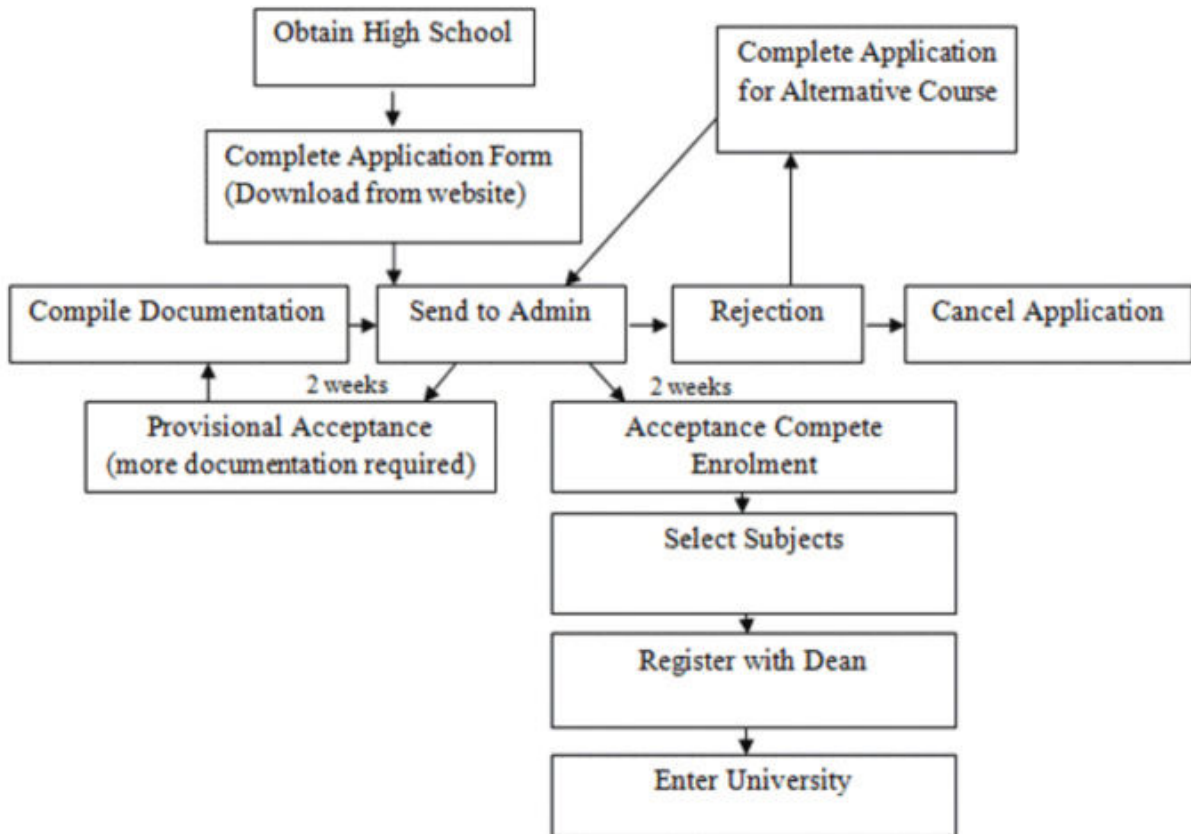 Obtain High School
Complete Application
for Alternative Course
Complete Application Form
(Download from website)
Compile Documentation
Send to Admin
Rejection
Cancel Application
2 weeks
2 weeks
Provisional Acceptance
(more documentation required)
Acceptance Compete
Enrolment
Select Subjects
Register with Dean
Enter University